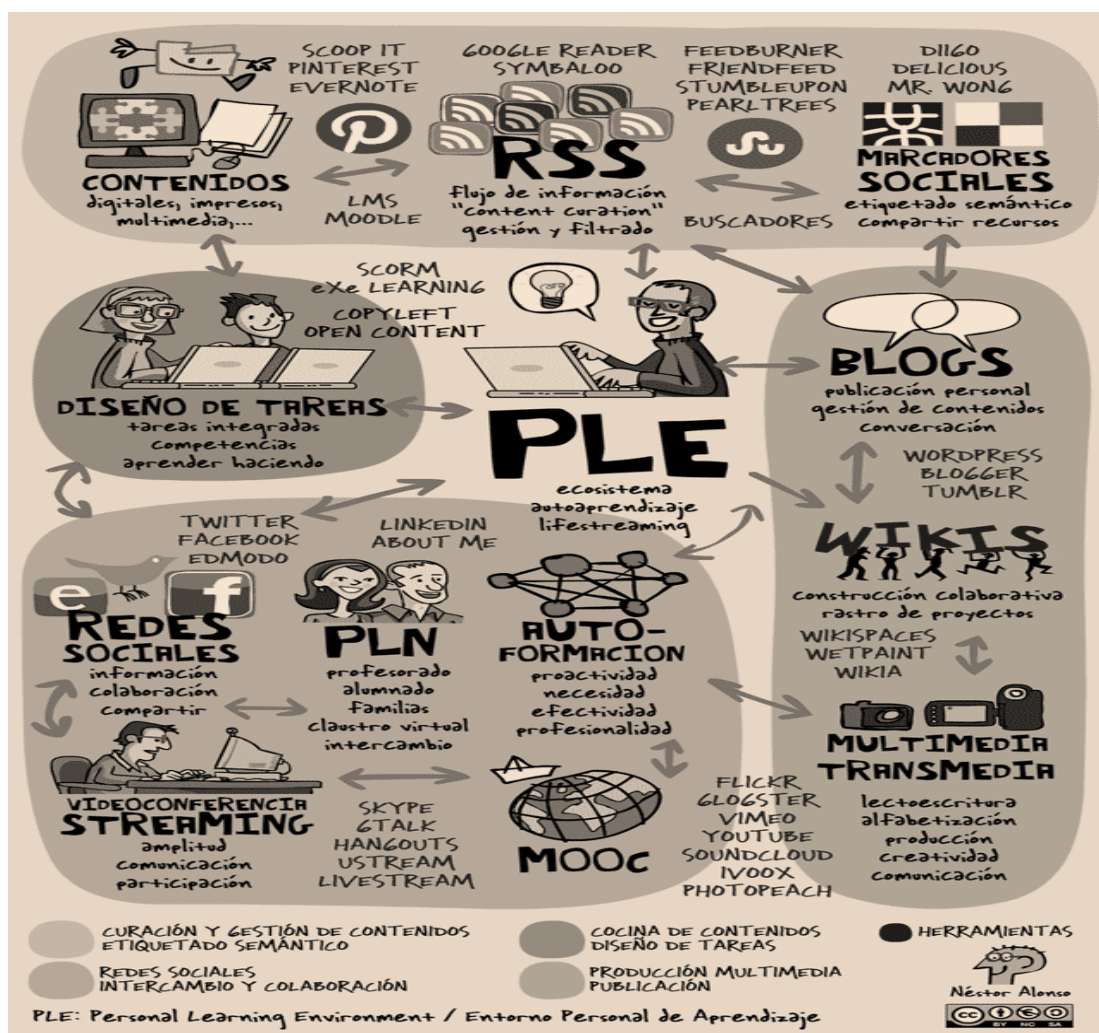 SCOOP IT
PINTEREST
EVERNOTE
CONTENIDOS
digitales, impresos,
multimedia,...
LMS
MOODLE
GOOGLE READER
SYMBALOO
RSS
flujo de información
"content curation"
gestión y filtrado
FEEDBURNER
FRIENDFEED
STUMBLEUPON
PEARLTREES
BUSCADORES
DIIGO
DELICIOUS
MR. WONG
MARCADORES
SOCIALES
etiquetado semántico
compartir recursos
SCORM
eXe LEARNING
COPYLEFT
OPEN CONTENT
DISEÑO DE TAREAS
tareas integradas
competencias
aprender haciendo
PLE
ecosistema
autoaprendizaje
lifestreaming
BLOGS
publicación personal
gestión de contenidos
conversación
WORDPRESS
BLOGGER
TUMBLR
WIKIS
construcción colaborativa
rastro de proyectos
WIKISPACES
WETPAINT
WIKIA
TWITTER
FACEBOOK
EDMODO
e
f
REDES
SOCIALES
información
colaboración
compartir
LINKEDIN
ABOUT ME
PLN
profesorado
alumnado
familias
claustro virtual
intercambio
AUTO-
FORMACION
proactividad
necesidad
efectividad
profesionalidad
MULTIMEDIA
TRANSMEDIA
lectoescritura
alfabetización
producción
creatividad
comunicación
VIDEOCONFERENCIA
STREAMING
amplitud
comunicación
participación
SKYPE
GTALK
HANGOUTS
USTREAM
LIVESTREAM
MOOc
FLICKR
GLOGSTER
VIMEO
YOUTUBE
SOUNDCLOUD
IVOOX
PHOTOPEACH
CURACIÓN Y GESTIÓN DE CONTENIDOS
ETIQUETADO SEMÁNTICO
COCINA DE CONTENIDOS
DISEÑO DE TAREAS
HERRAMIENTAS
REDES SOCIALES
INTERCAMBIO Y COLABORACIÓN
PRODUCCIÓN MULTIMEDIA
PUBLICACIÓN
Néstor Alonso
PLE: Personal Learning Environment / Entorno Personal de Aprendizaje
CC
BY NC SA